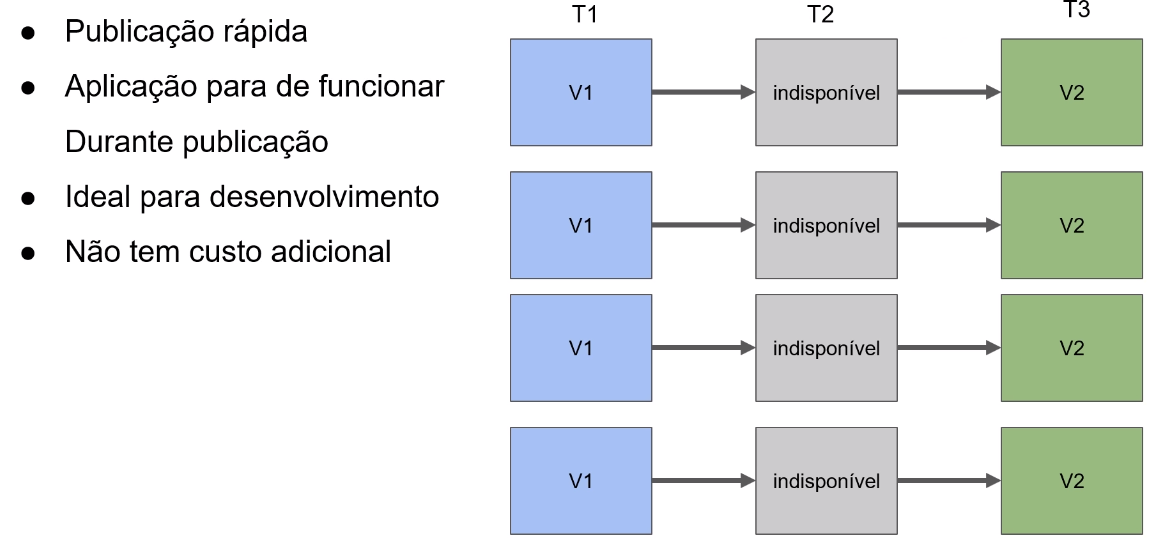 ● Publicação rápida
● Aplicação para de funcionar
Durante publicação
● Ideal para desenvolvimento
● Não tem custo adicional
T1 T2 T3
V1 indisponível V2
V1 indisponível V2
V1 indisponível V2
V1 indisponível V2